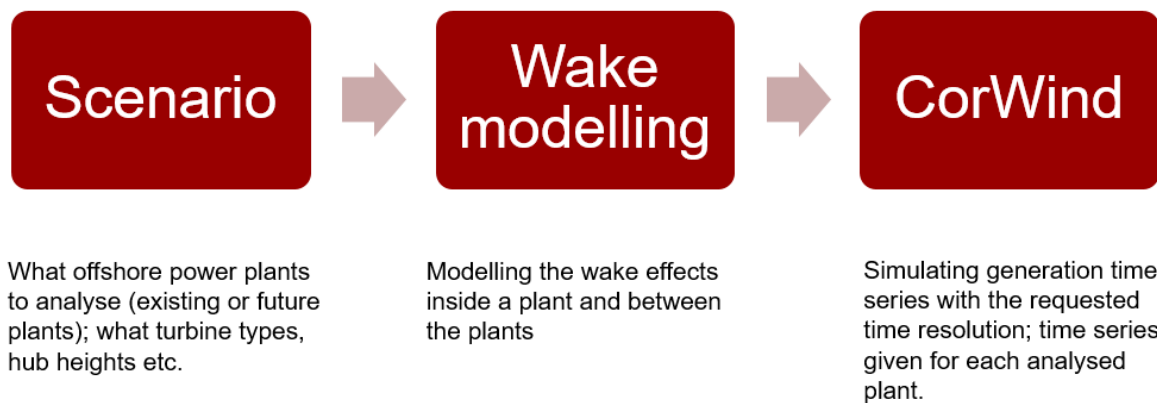 Scenario
Wake
modelling
CorWind
What offshore power plants
to analyse (existing or future
plants); what turbine types,
hub heights etc.
Modelling the wake effects
inside a plant and between
the plants
Simulating generation time
series with the requested
time resolution; time series
given for each analysed
plant.